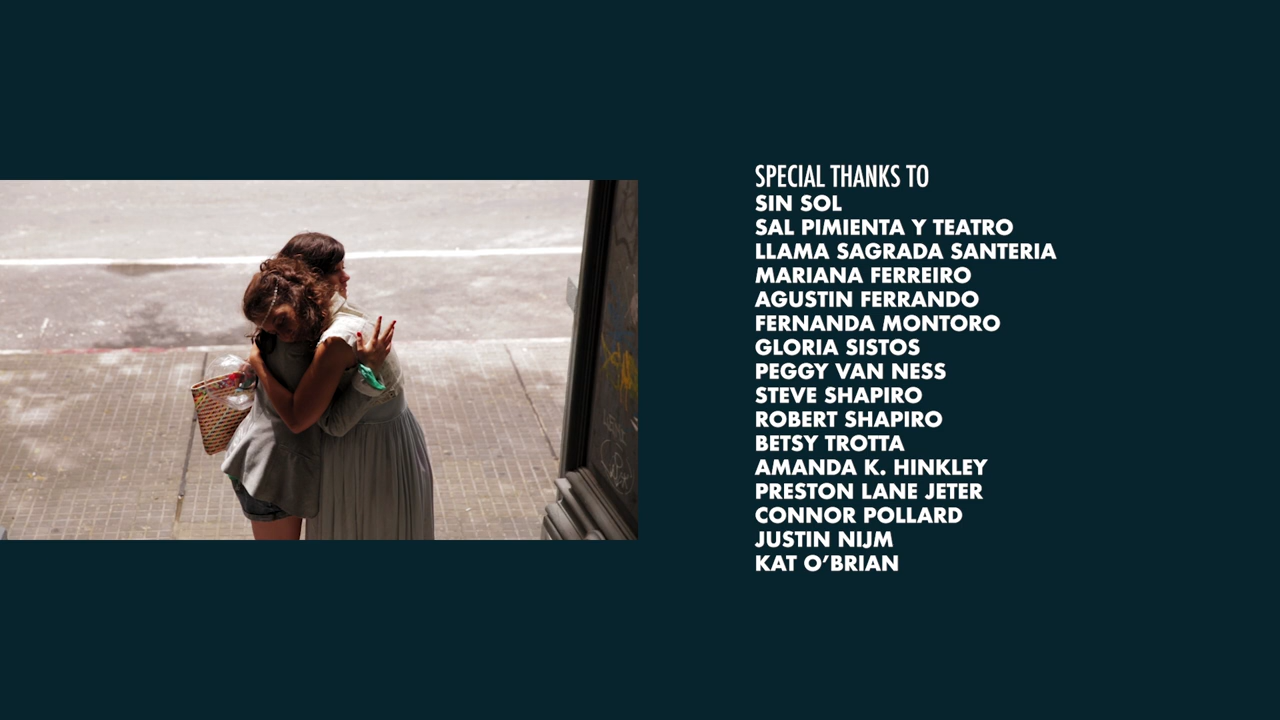 SPECIAL THANKS TO
SIN SOL
SAL PIMIENTA Y TEATRO
LLAMA SAGRADA SANTERIA
MARIANA FERREIRO
AGUSTIN FERRANDO
FERNANDA MONTORO
GLORIA SISTOS
PEGGY VAN NESS
STEVE SHAPIRO
ROBERT SHAPIRO
BETSY TROTTA
AMANDA K. HINKLEY
PRESTON LANE JETER
CONNOR POLLARD
JUSTIN NIJM
KAT O’BRIAN